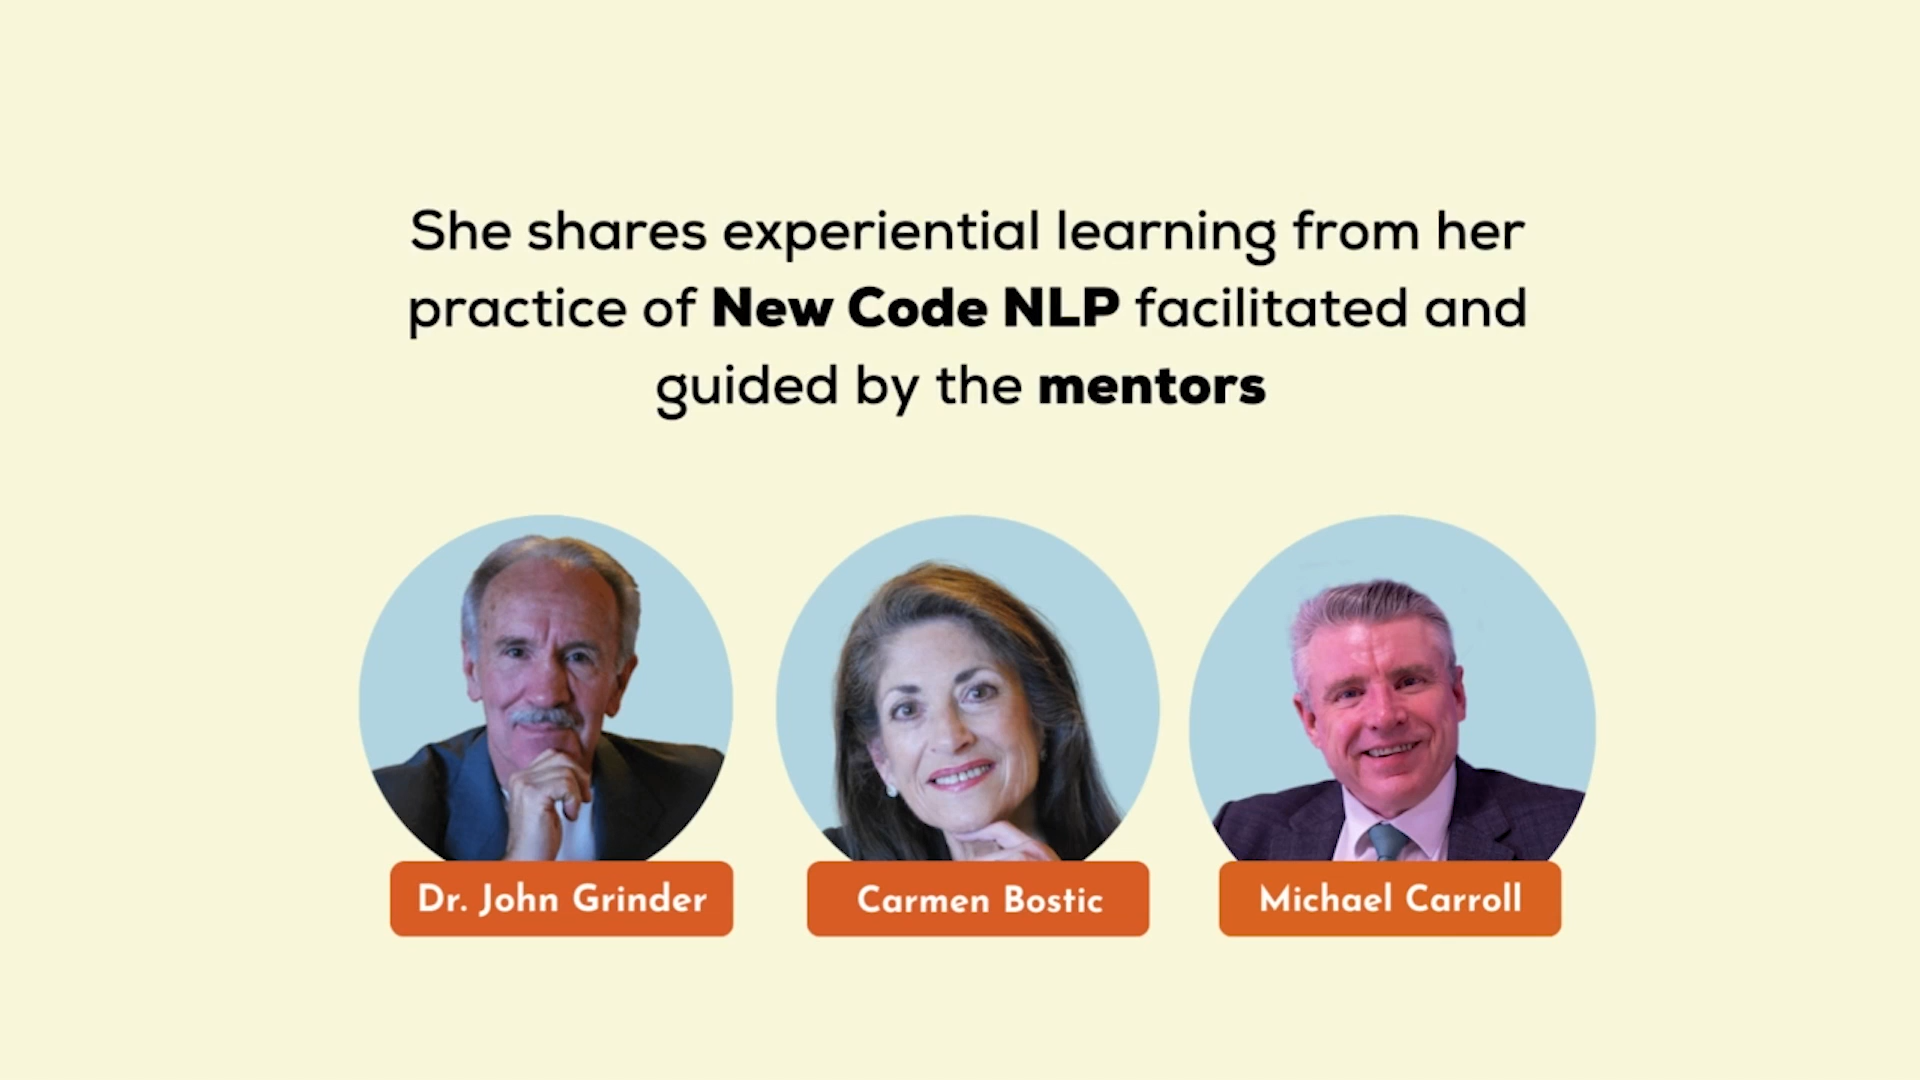 She shares experiential learning from her
practice of New Code NLP facilitated and
guided by the mentors
Dr. John Grinder
Carmen Bostic
Michael Carroll